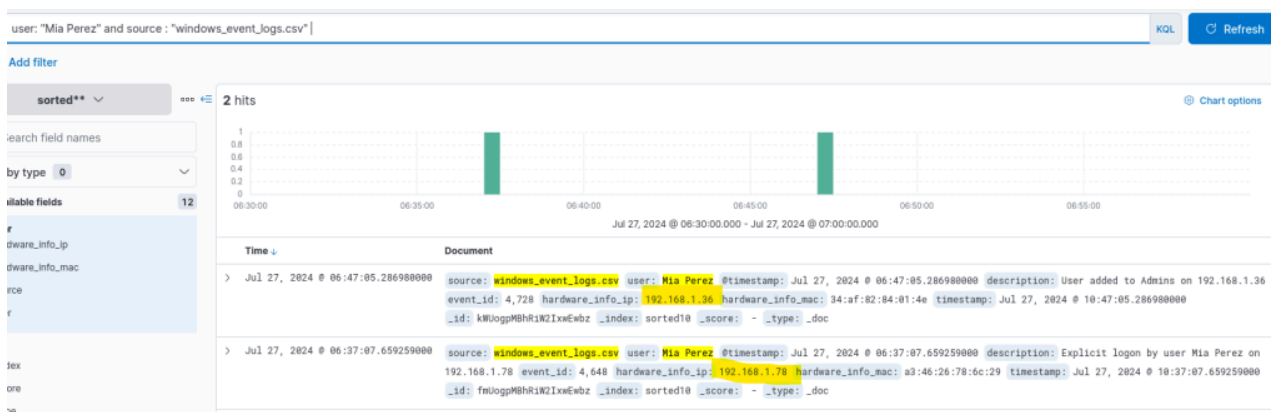 user: "Mia Perez" and source : "windows_event_logs.csv"
KQL
Refresh
Add filter
sorted**
2 hits
Chart options
Search field names
by type 0
ilable fields 12
r
dware_info_ip
dware_info_mac
rce
r
dex
ore
1
0.8
0.6
0.4
0.2
0
06:30:00 06:35:00 06:40:00 06:45:00 06:50:00 06:55:00
Jul 27, 2024 @ 06:30:00.000 - Jul 27, 2024 @ 07:00:00.000
Time Document
Jul 27, 2024 @ 06:47:05.286980000
source: windows_event_logs.csv user: Mia Perez @timestamp: Jul 27, 2024 @ 06:47:05.286980000 description: User added to Admins on 192.168.1.36
event_id: 4,728 hardware_info_ip: 192.168.1.36 hardware_info_mac: 34:af:82:84:01:4e timestamp: Jul 27, 2024 @ 10:47:05.286980000
_id: kWUogpMBhRiW2IxwEwbz _index: sorted10 _score: - _type: _doc
Jul 27, 2024 @ 06:37:07.659259000
source: windows_event_logs.csv user: Mia Perez @timestamp: Jul 27, 2024 @ 06:37:07.659259000 description: Explicit logon by user Mia Perez on
192.168.1.78 event_id: 4,648 hardware_info_ip: 192.168.1.78 hardware_info_mac: a3:46:26:78:6c:29 timestamp: Jul 27, 2024 @ 10:37:07.659259000
_id: fmUogpMBhRiW2IxwEwbz _index: sorted10 _score: - _type: _doc